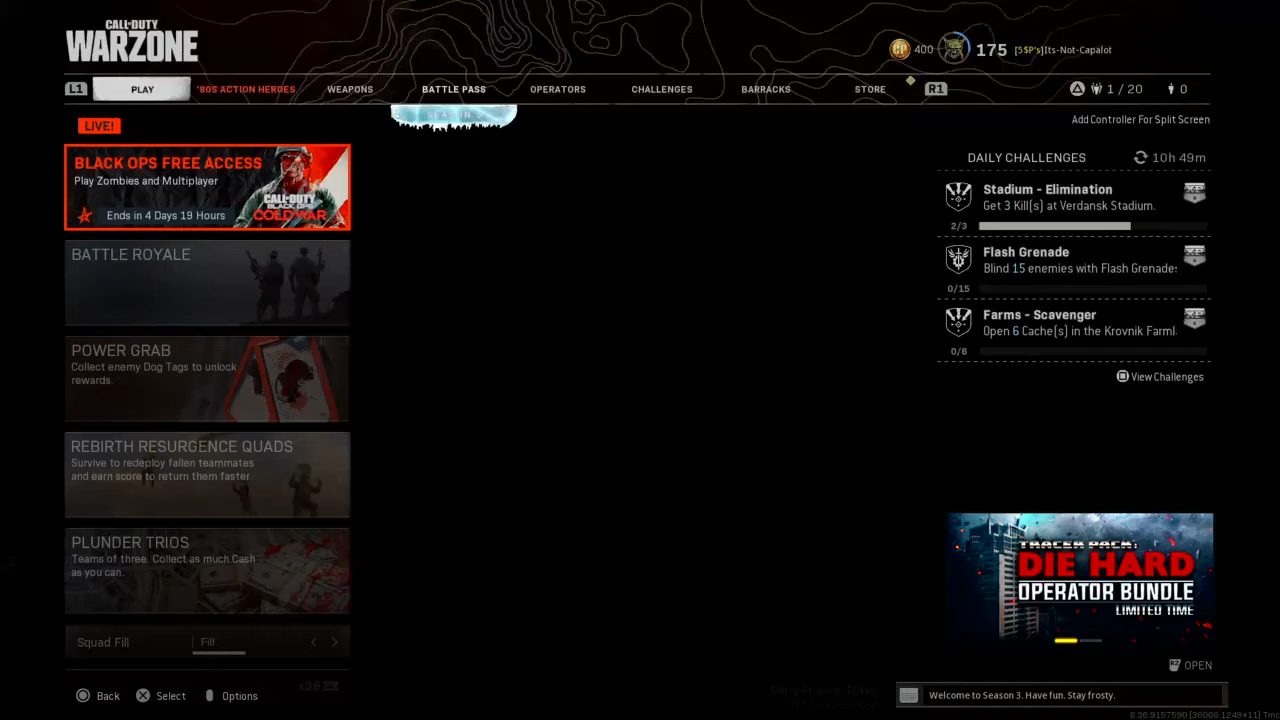 CALL OF DUTY
WARZONE
CP 400
175
[5$P's]Its-Not-Capalot
L1
PLAY
'80S ACTION HEROES
WEAPONS
BATTLE PASS
OPERATORS
CHALLENGES
BARRACKS
STORE
R1
1 / 20
0
LIVE!
Add Controller For Split Screen
BLACK OPS FREE ACCESS
Play Zombies and Multiplayer
Ends in 4 Days 19 Hours
CALL OF DUTY
BLACK OPS
COLD WAR
BATTLE ROYALE
POWER GRAB
Collect enemy Dog Tags to unlock
rewards.
REBIRTH RESURGENCE QUADS
Survive to redeploy fallen teammates
and earn score to return them faster.
PLUNDER TRIOS
Teams of three. Collect as much Cash
as you can.
Squad Fill
Fill
Back
Select
Options
DAILY CHALLENGES
10h 49m
Stadium - Elimination
Get 3 Kill(s) at Verdansk Stadium.
XP
2/3
Flash Grenade
Blind 15 enemies with Flash Grenades
XP
0/15
Farms - Scavenger
Open 6 Cache(s) in the Krovnik Farml
XP
0/6
View Challenges
TRACER PACK:
DIE HARD
OPERATOR BUNDLE
LIMITED TIME
R2 OPEN
Welcome to Season 3. Have fun. Stay frosty.